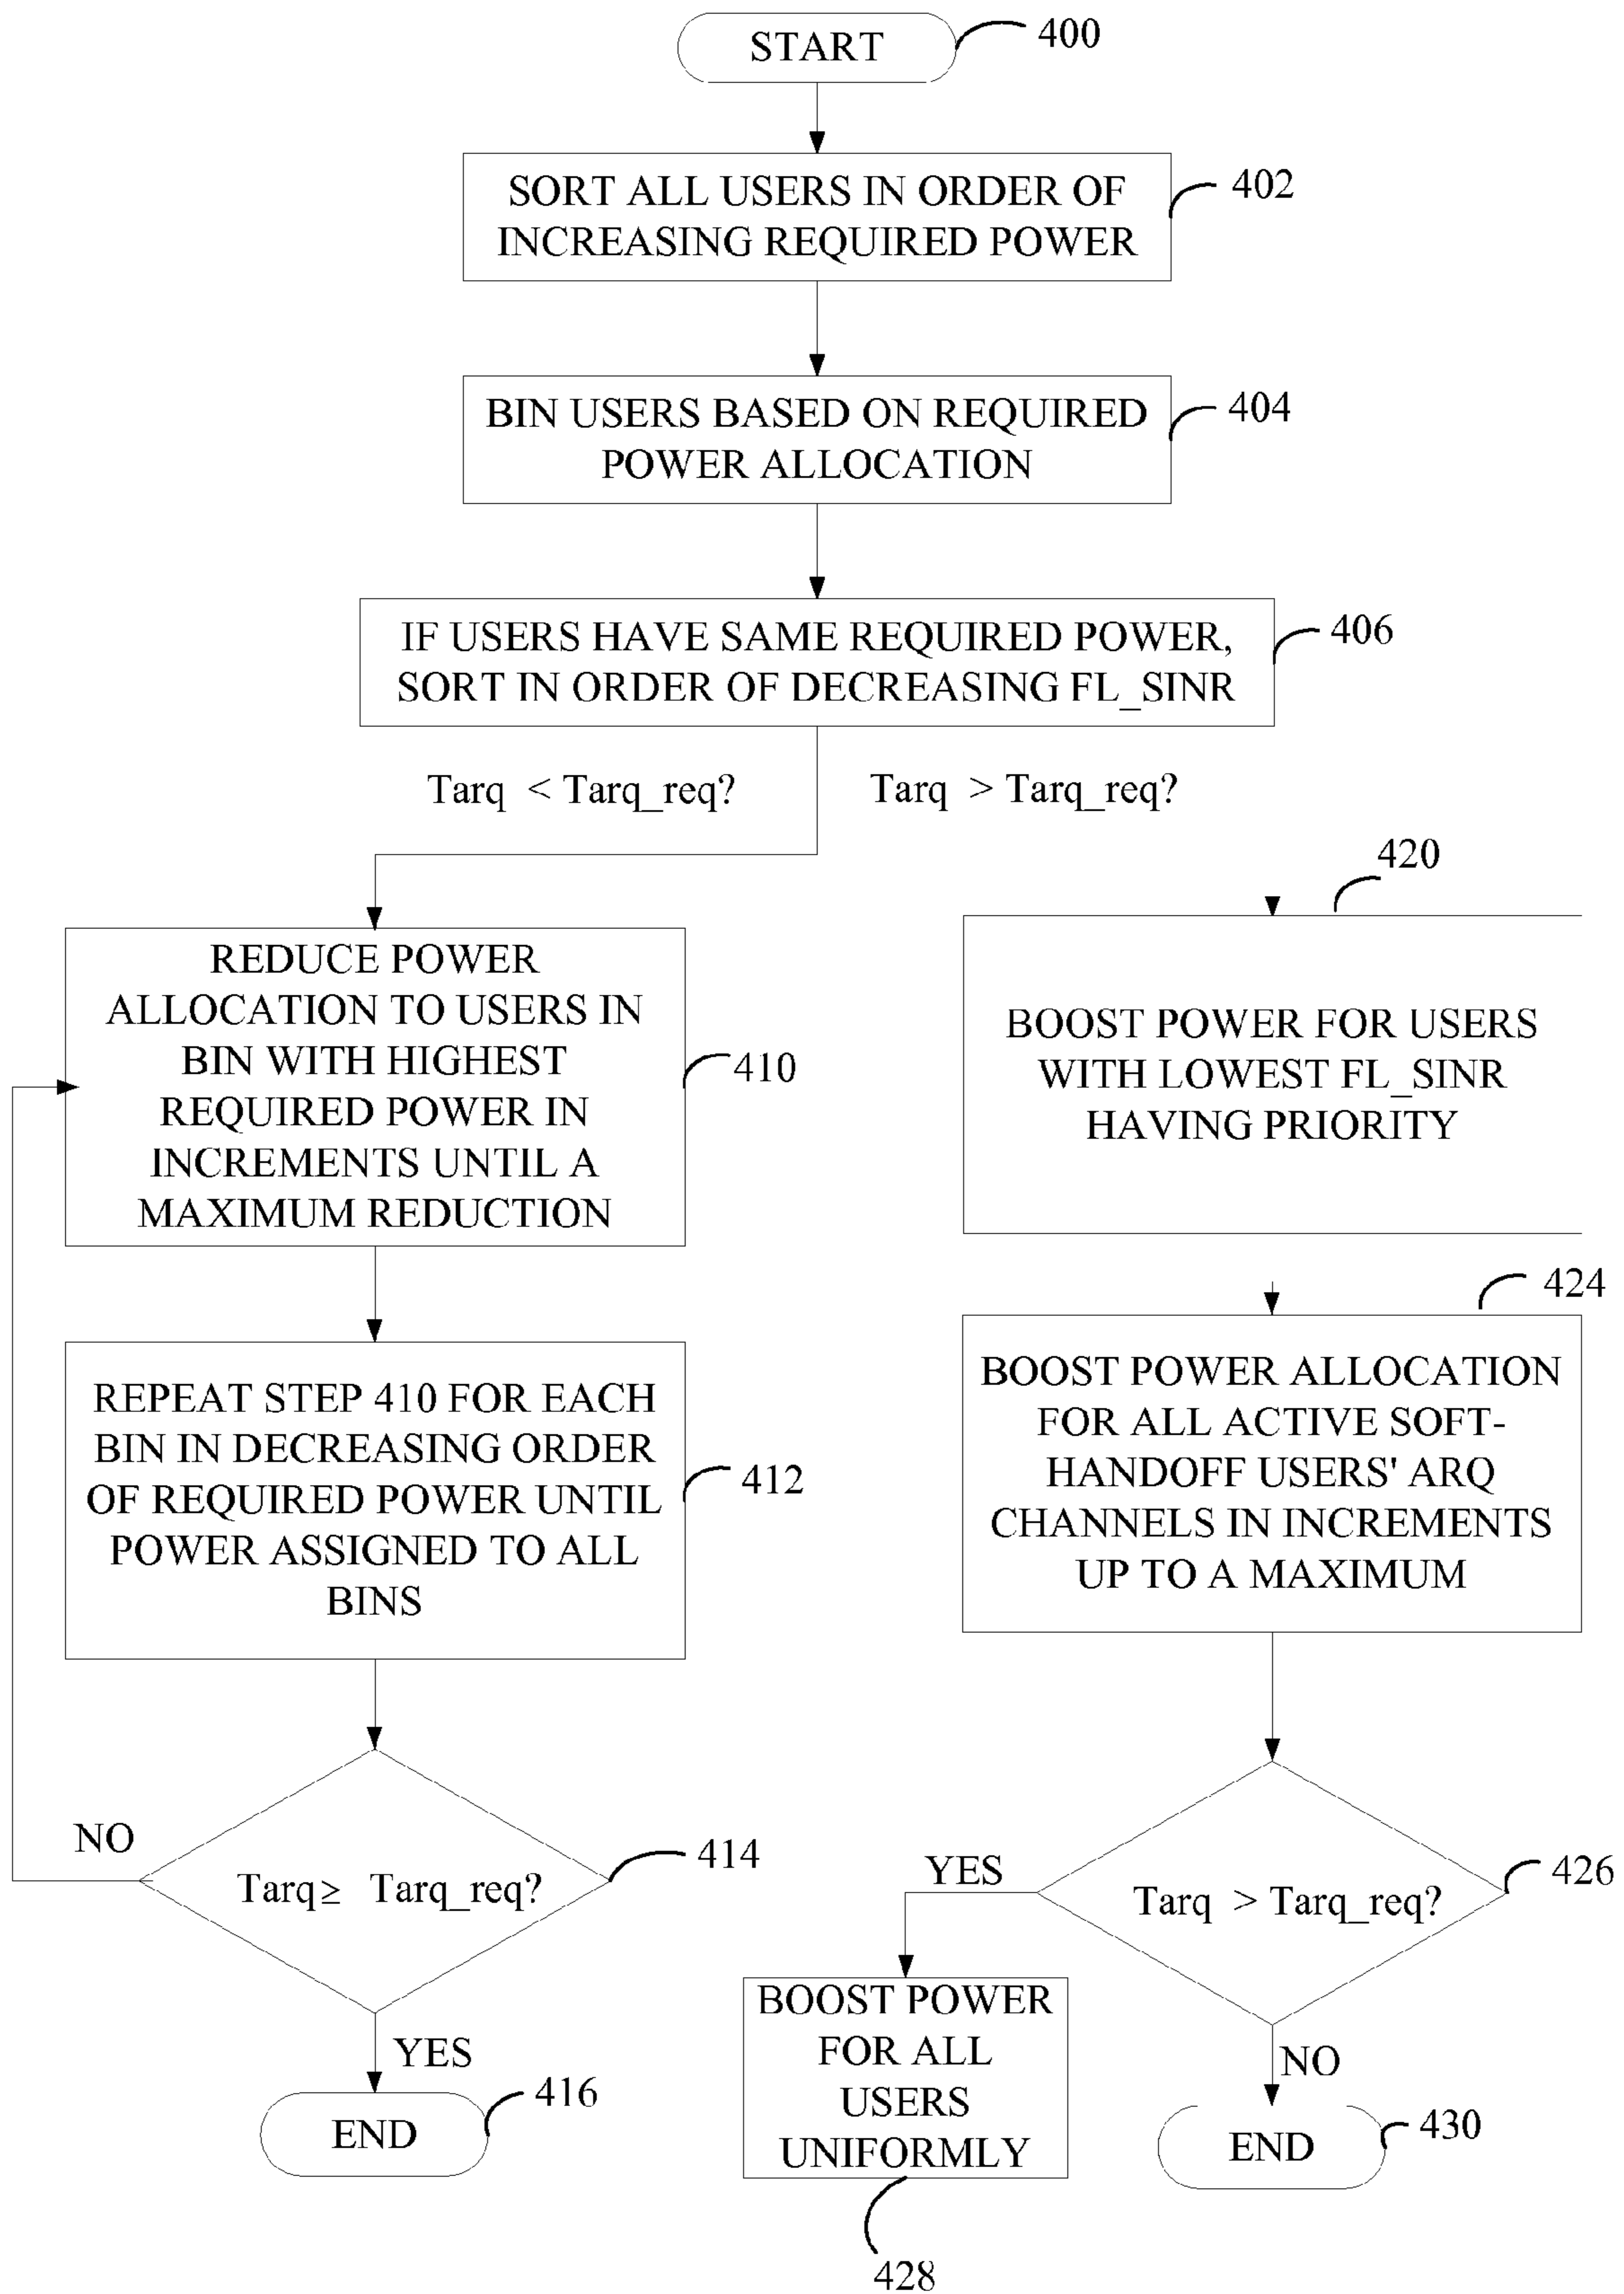 START
400
SORT ALL USERS IN ORDER OF
INCREASING REQUIRED POWER
402
BIN USERS BASED ON REQUIRED
POWER ALLOCATION
404
IF USERS HAVE SAME REQUIRED POWER,
SORT IN ORDER OF DECREASING FL_SINR
406
Tarq < Tarq_req?
Tarq > Tarq_req?
REDUCE POWER
ALLOCATION TO USERS IN
BIN WITH HIGHEST
REQUIRED POWER IN
INCREMENTS UNTIL A
MAXIMUM REDUCTION
410
REPEAT STEP 410 FOR EACH
BIN IN DECREASING ORDER
OF REQUIRED POWER UNTIL
POWER ASSIGNED TO ALL
BINS
412
NO
Tarq≥ Tarq_req?
414
YES
END
416
420
BOOST POWER FOR USERS
WITH LOWEST FL_SINR
HAVING PRIORITY
424
BOOST POWER ALLOCATION
FOR ALL ACTIVE SOFT-
HANDOFF USERS' ARQ
CHANNELS IN INCREMENTS
UP TO A MAXIMUM
YES
Tarq > Tarq_req?
426
BOOST POWER
FOR ALL
USERS
UNIFORMLY
428
NO
END
430